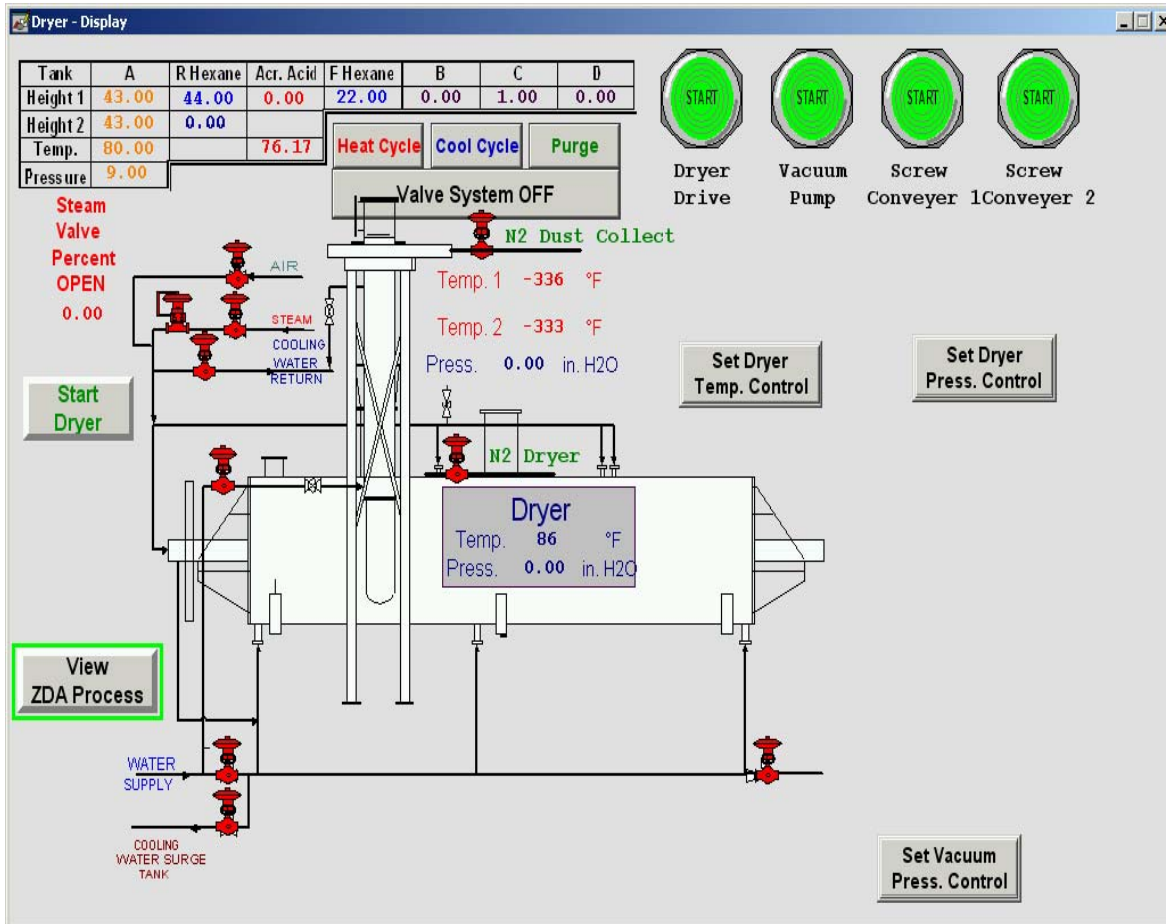 Dryer - Display
Tank A R Hexane Acr. Acid F Hexane B C D
Height 1 43.00 44.00 0.00 22.00 0.00 1.00 0.00
Height 2 43.00 0.00
Temp. 80.00 76.17
Pressure 9.00
Heat Cycle Cool Cycle Purge
Valve System OFF
START START START START
Dryer Vacuum Screw Screw
Drive Pump Conveyer 1Conveyer 2
Steam
Valve
Percent
OPEN
0.00
N2 Dust Collect
AIR
Temp. 1 -336 °F
STEAM
Temp. 2 -333 °F
COOLING
WATER
RETURN
Press. 0.00 in. H2O
Set Dryer
Temp. Control
Set Dryer
Press. Control
Start
Dryer
N2 Dryer
Dryer
Temp. 86 °F
Press. 0.00 in. H2O
View
ZDA Process
WATER
SUPPLY
COOLING
WATER SURGE
TANK
Set Vacuum
Press. Control